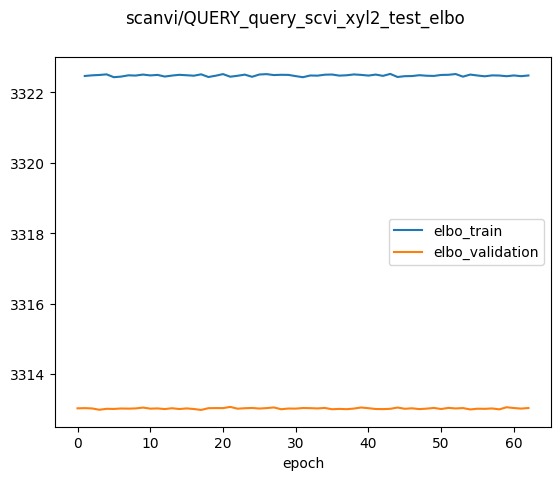 scanvi/QUERY_query_scvi_xyl2_test_elbo
3322
3320
3318
3316
3314
elbo_train
elbo_validation
0 10 20 30 40 50 60
epoch